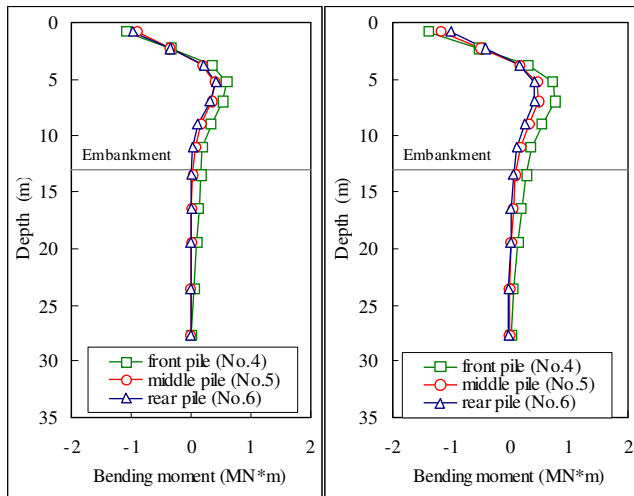 0
5
10
15
20
25
30
35
Depth (m)
Embankment
front pile (No.4)
middle pile (No.5)
rear pile (No.6)
-2 -1 0 1 2
Bending moment (MN*m)
0
5
10
15
20
25
30
35
Depth (m)
Embankment
front pile (No.4)
middle pile (No.5)
rear pile (No.6)
-2 -1 0 1 2
Bending moment (MN*m)